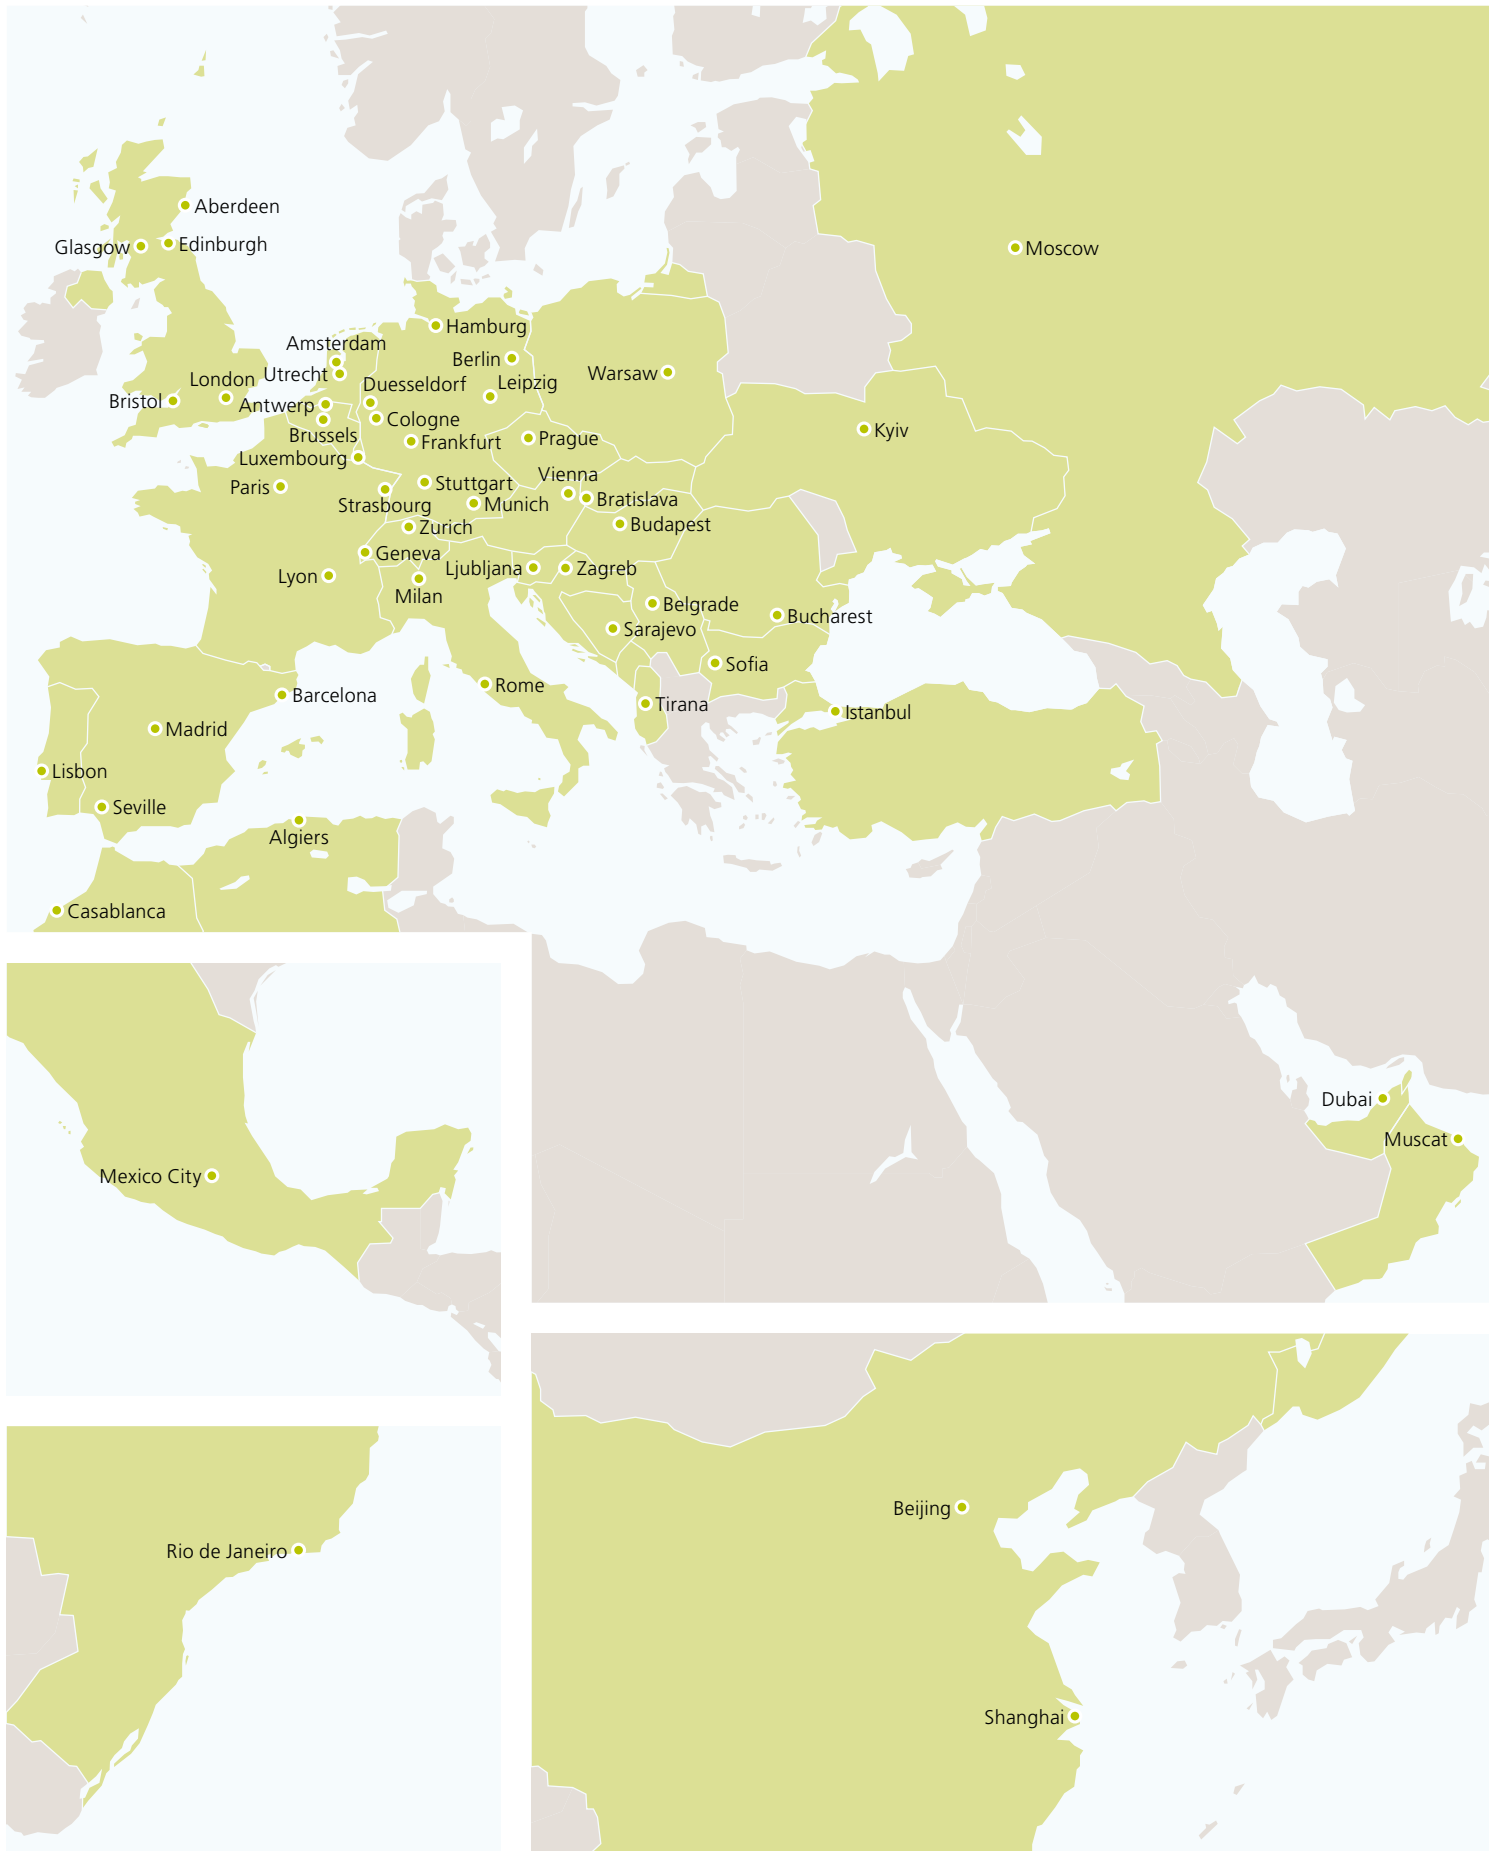 Aberdeen
Glasgow
Edinburgh
Moscow
Hamburg
Amsterdam
Berlin
Utrecht
Warsaw
London
Duesseldorf
Leipzig
Bristol
Antwerp
Cologne
Kyiv
Brussels
Frankfurt
Prague
Luxembourg
Vienna
Paris
Stuttgart
Strasbourg
Munich
Bratislava
Zurich
Budapest
Geneva
Ljubljana
Zagreb
Lyon
Milan
Belgrade
Bucharest
Sarajevo
Sofia
Rome
Barcelona
Tirana
Istanbul
Madrid
Lisbon
Seville
Algiers
Casablanca
Dubai
Muscat
Mexico City
Beijing
Rio de Janeiro
Shanghai